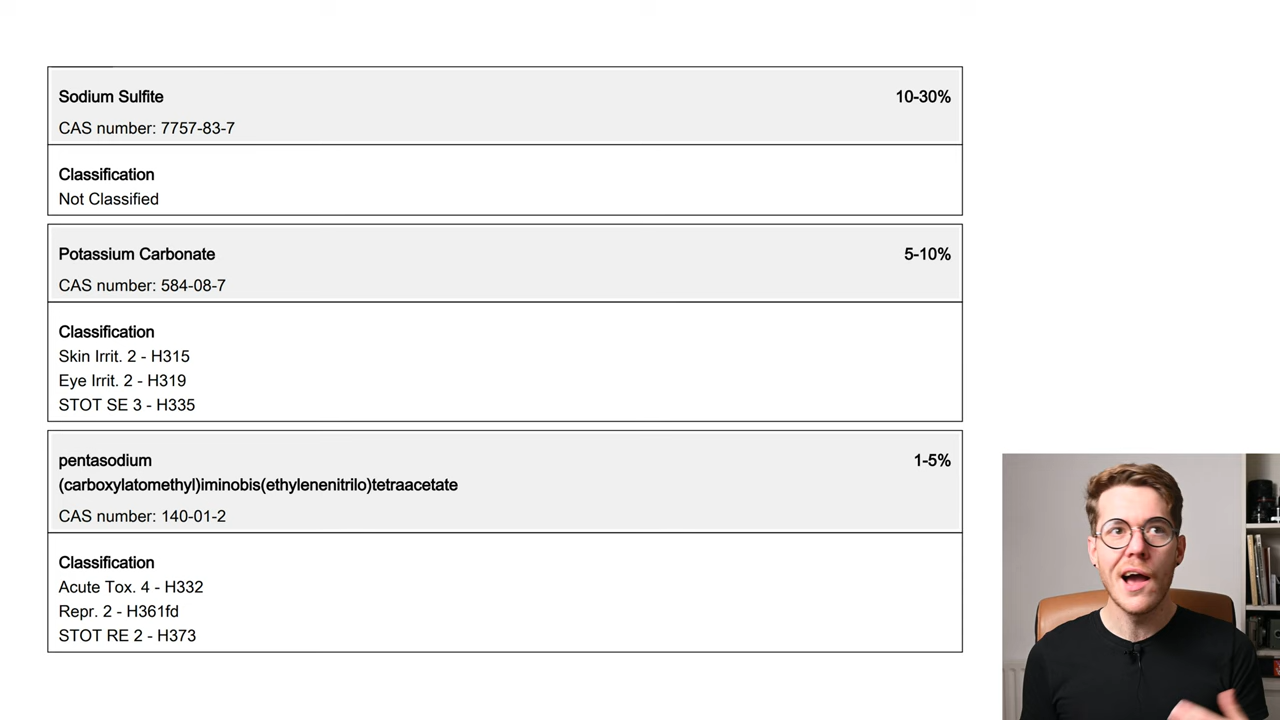 Sodium Sulfite 10-30%
CAS number: 7757-83-7
Classification
Not Classified
Potassium Carbonate 5-10%
CAS number: 584-08-7
Classification
Skin Irrit. 2 - H315
Eye Irrit. 2 - H319
STOT SE 3 - H335
pentasodium 1-5%
(carboxylatomethyl)iminobis(ethylenenitrilo)tetraacetate
CAS number: 140-01-2
Classification
Acute Tox. 4 - H332
Repr. 2 - H361fd
STOT RE 2 - H373